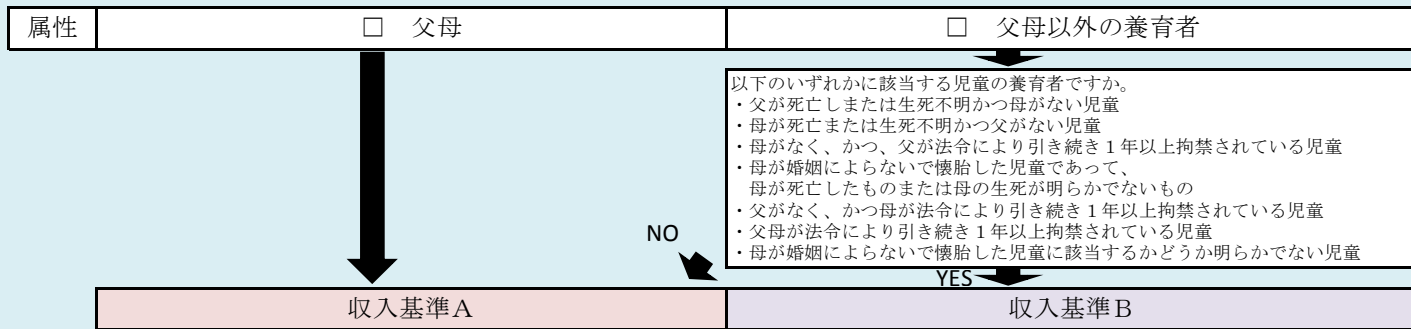 属性
□ 父母
□ 父母以外の養育者
以下のいずれかに該当する児童の養育者ですか。
・父が死亡しまたは生死不明かつ母がない児童
・母が死亡または生死不明かつ父がない児童
・母がなく、かつ、父が法令により引き続き１年以上拘禁されている児童
・母が婚姻によらないで懐胎した児童であって、
母が死亡したものまたは母の生死が明らかでないもの
・父がなく、かつ母が法令により引き続き１年以上拘禁されている児童
・父母が法令により引き続き１年以上拘禁されている児童
・母が婚姻によらないで懐胎した児童に該当するかどうか明らかでない児童
NO
YES
収入基準A
収入基準B